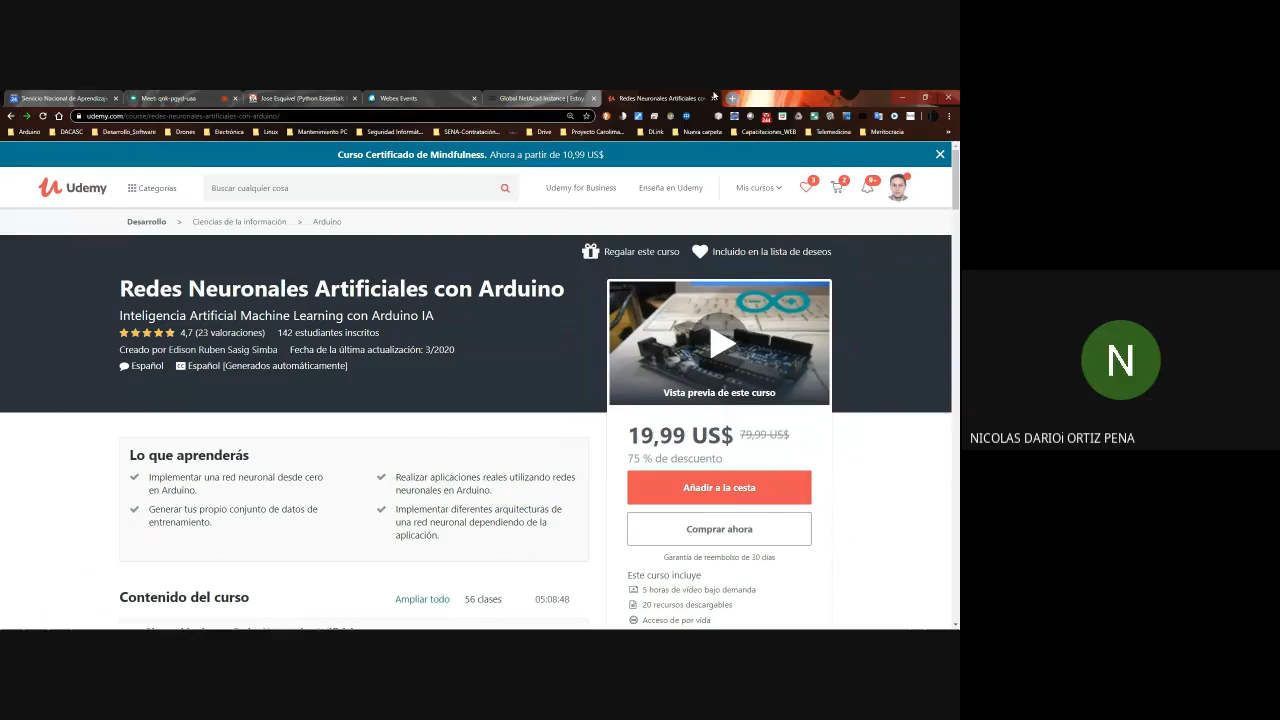 Servicio Nacional de Aprendizaj
Meet: qnk-pgyd-uaa
Jose Esquivel (Python Essentials
Webex Events
Global NetAcad Instance | Estoy
Redes Neuronales Artificiales co
udemy.com/course/redes-neuronales-artificiales-con-arduino/
Arduino
DACASC
Desarrollo_Software
Drones
Electrónica
Linux
Mantenimiento PC
Seguridad Informát...
SENA-Contratación...
Drive
Proyecto Carolima...
DLink
Nueva carpeta
Capacitaciones_WEB
Telemedicina
Meritocracia
Curso Certificado de Mindfulness. Ahora a partir de 10,99 US$
Udemy
Categorías
Buscar cualquier cosa
Udemy for Business
Enseña en Udemy
Mis cursos
3
2
9+
Desarrollo > Ciencias de la información > Arduino
Regalar este curso
Incluido en la lista de deseos
Redes Neuronales Artificiales con Arduino
Inteligencia Artificial Machine Learning con Arduino IA
4,7 (23 valoraciones) 142 estudiantes inscritos
Creado por Edison Ruben Sasig Simba Fecha de la última actualización: 3/2020
Español
CC Español [Generados automáticamente]
Vista previa de este curso
19,99 US$ 79,99 US$
75 % de descuento
Añadir a la cesta
Comprar ahora
Garantía de reembolso de 30 días
Este curso incluye
5 horas de vídeo bajo demanda
20 recursos descargables
Acceso de por vida
Lo que aprenderás
Implementar una red neuronal desde cero
en Arduino.
Generar tus propio conjunto de datos de
entrenamiento.
Realizar aplicaciones reales utilizando redes
neuronales en Arduino.
Implementar diferentes arquitecturas de
una red neuronal dependiendo de la
aplicación.
Contenido del curso
Ampliar todo
56 clases
05:08:48
N
NICOLAS DARIOi ORTIZ PENA